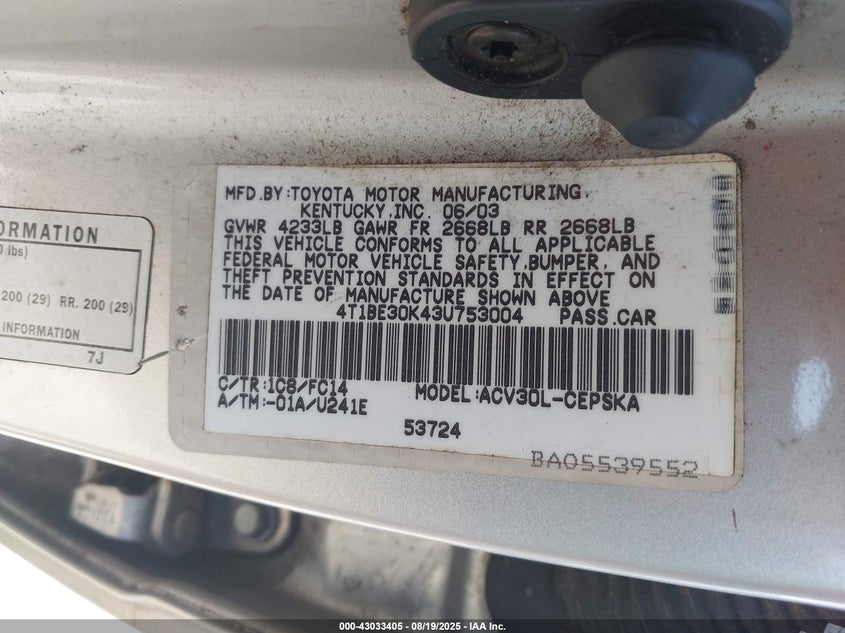 FORMATION
0 lbs)
200 (29) RR. 200 (29)
INFORMATION
7J
MFD.BY:TOYOTA MOTOR MANUFACTURING,
KENTUCKY,INC. 06/03
GVWR 4233LB GAWR FR 2668LB RR 2668LB
THIS VEHICLE CONFORMS TO ALL APPLICABLE
FEDERAL MOTOR VEHICLE SAFETY,BUMPER, AND
THEFT PREVENTION STANDARDS IN EFFECT ON
THE DATE OF MANUFACTURE SHOWN ABOVE
4T1BE30K43U753004 PASS.CAR
C/TR:1C8/FC14 MODEL:ACV30L-CEPSKA
A/TM:-01A/U241E
53724
BA05539552
000-43033405 | 08/19/2025 | IAA Inc.